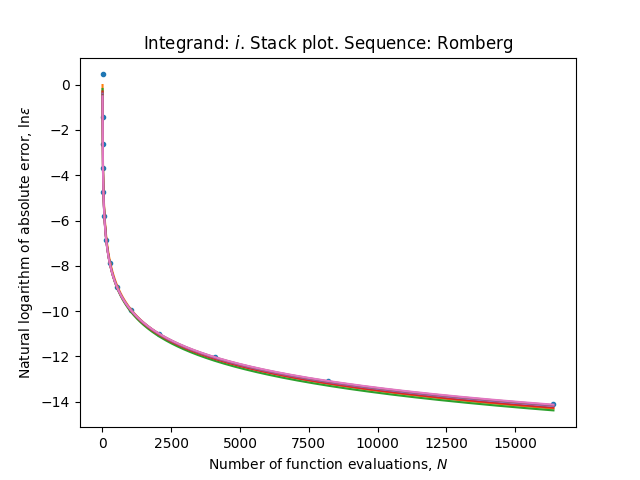 Integrand: i. Stack plot. Sequence: Romberg
Natural logarithm of absolute error, lnε
0
−2
−4
−6
−8
−10
−12
−14
0 2500 5000 7500 10000 12500 15000
Number of function evaluations, N